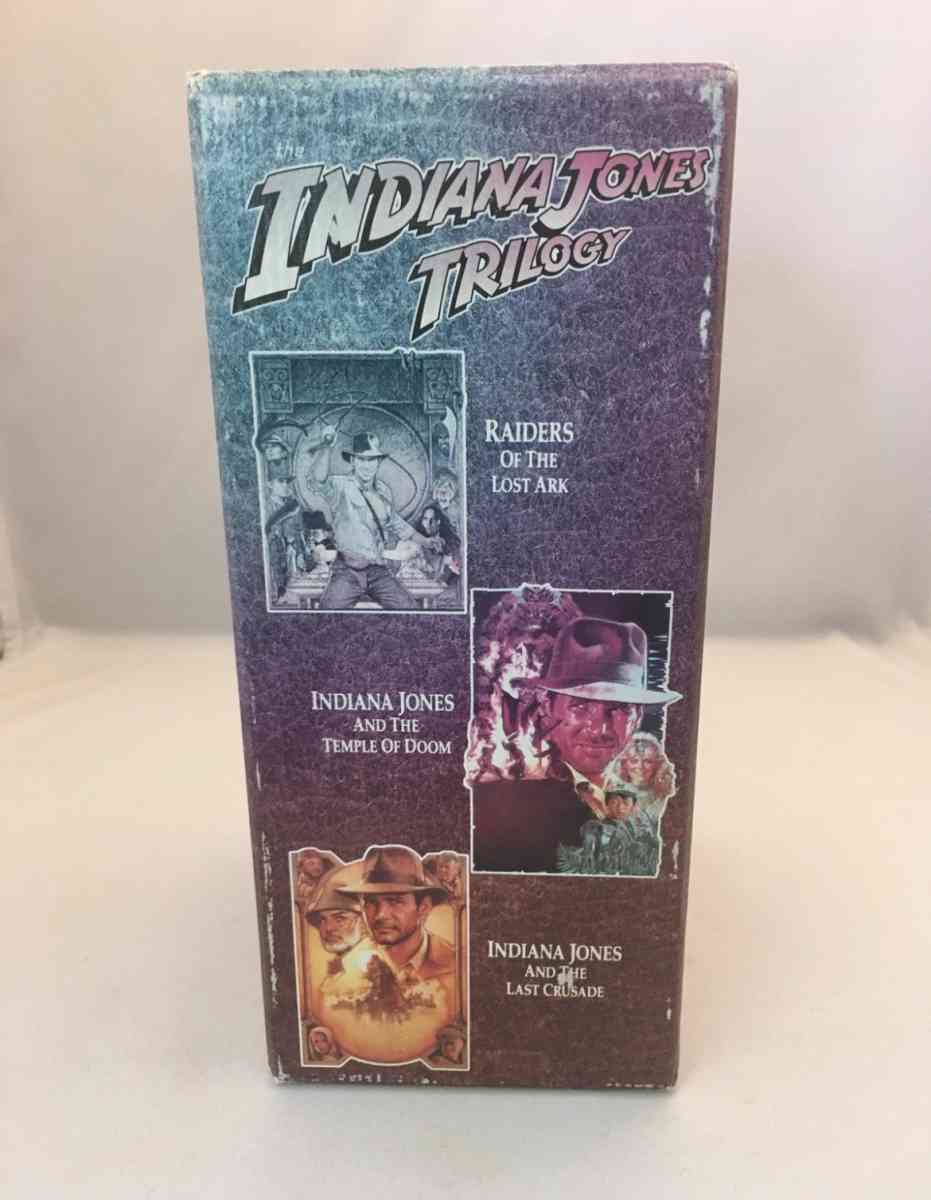 the
INDIANA JONES
TRILOGY
RAIDERS
OF THE
LOST ARK
INDIANA JONES
AND THE
TEMPLE OF DOOM
INDIANA JONES
AND THE
LAST CRUSADE